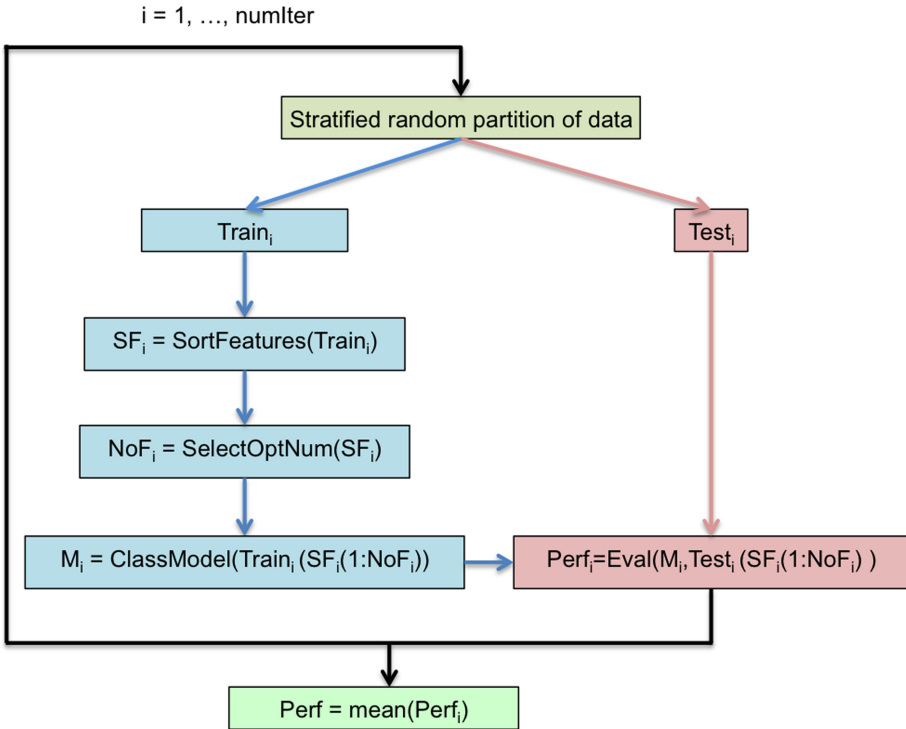 i = 1, …, numIter
Stratified random partition of data
Trainᵢ
Testᵢ
SFᵢ = SortFeatures(Trainᵢ)
NoFᵢ = SelectOptNum(SFᵢ)
Mᵢ = ClassModel(Trainᵢ (SFᵢ(1:NoFᵢ))
Perfᵢ=Eval(Mᵢ,Testᵢ (SFᵢ(1:NoFᵢ) )
Perf = mean(Perfᵢ)